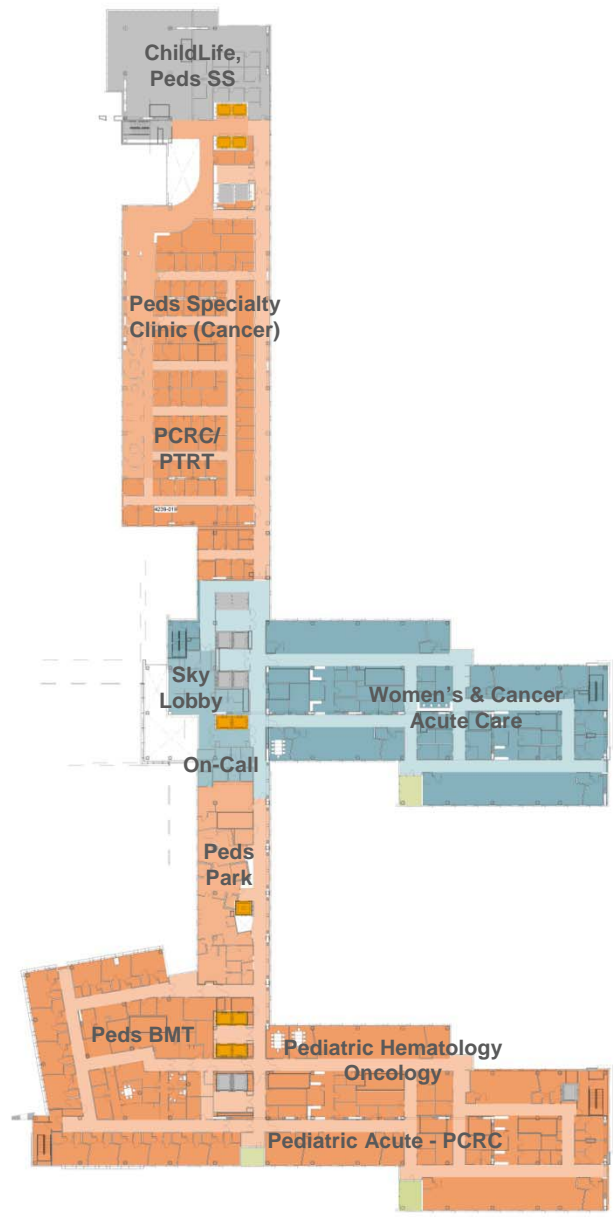 ChildLife,
Peds SS
Peds Specialty
Clinic (Cancer)
PCRC/
PTRT
Sky
Lobby
Women's & Cancer
Acute Care
On-Call
Peds
Park
Peds BMT
Pediatric Hematology
Oncology
Pediatric Acute - PCRC